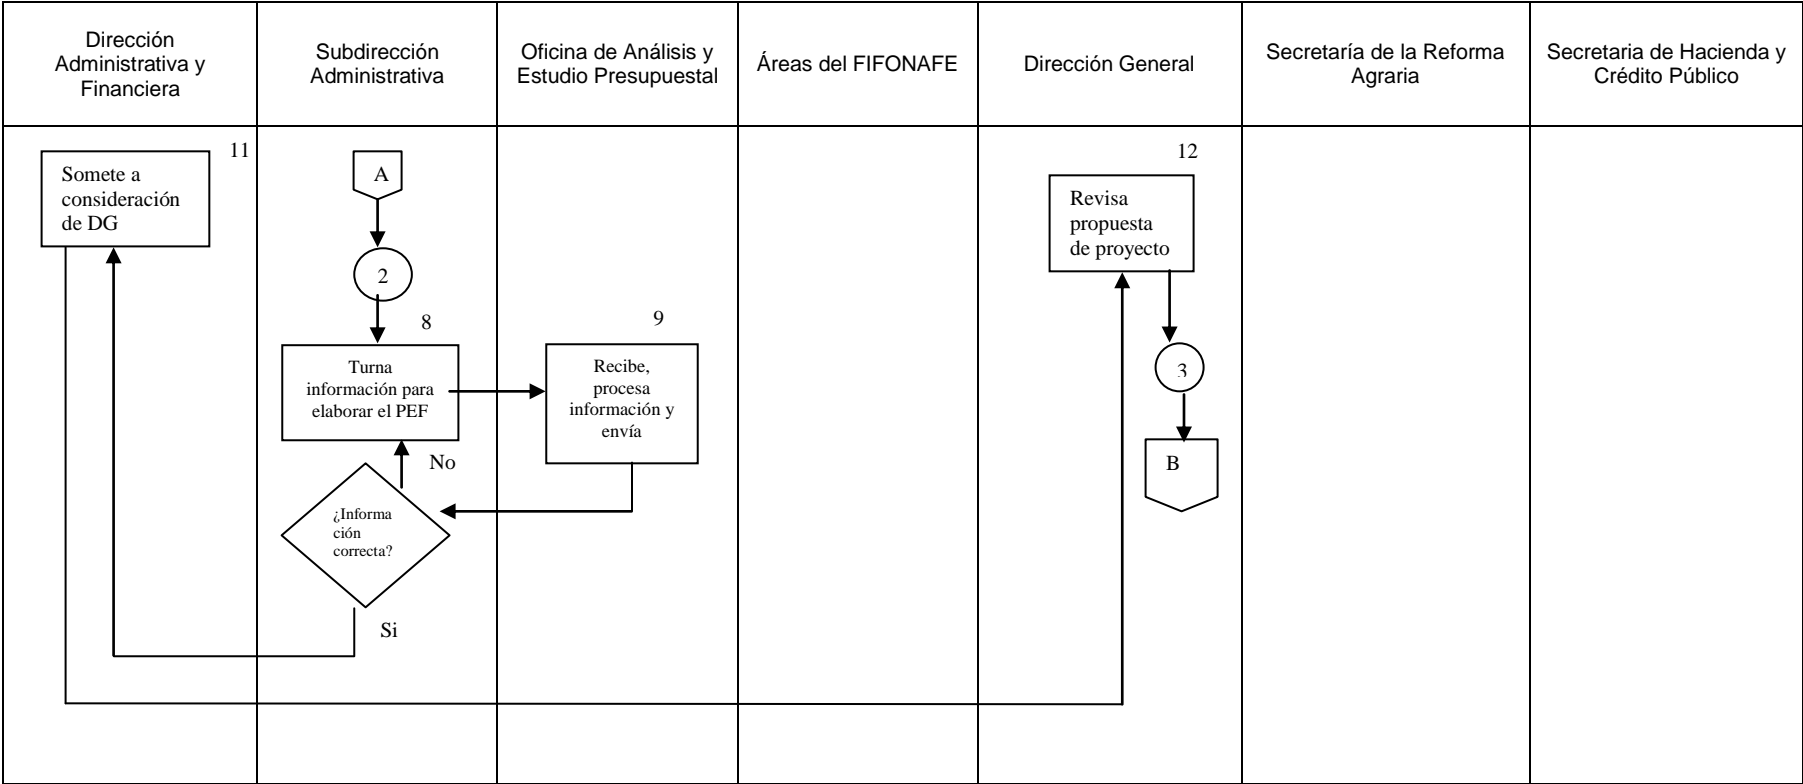 Dirección
Administrativa y
Financiera
Subdirección
Administrativa
Oficina de Análisis y
Estudio Presupuestal
Áreas del FIFONAFE
Dirección General
Secretaría de la Reforma
Agraria
Secretaria de Hacienda y
Crédito Público
11
Somete a
consideración
de DG
A
2
8
Turna
información para
elaborar el PEF
No
¿Informa
ción
correcta?
Si
9
Recibe,
procesa
información y
envía
12
Revisa
propuesta
de proyecto
3
B